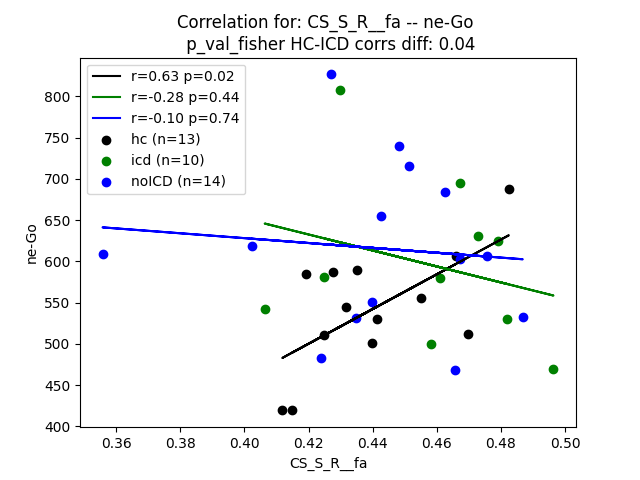 Correlation for: CS_S_R__fa -- ne-Go
p_val_fisher HC-ICD corrs diff: 0.04
r=0.63 p=0.02
r=-0.28 p=0.44
r=-0.10 p=0.74
hc (n=13)
icd (n=10)
noICD (n=14)
ne-Go
800
750
700
650
600
550
500
450
400
0.36 0.38 0.40 0.42 0.44 0.46 0.48 0.50
CS_S_R__fa